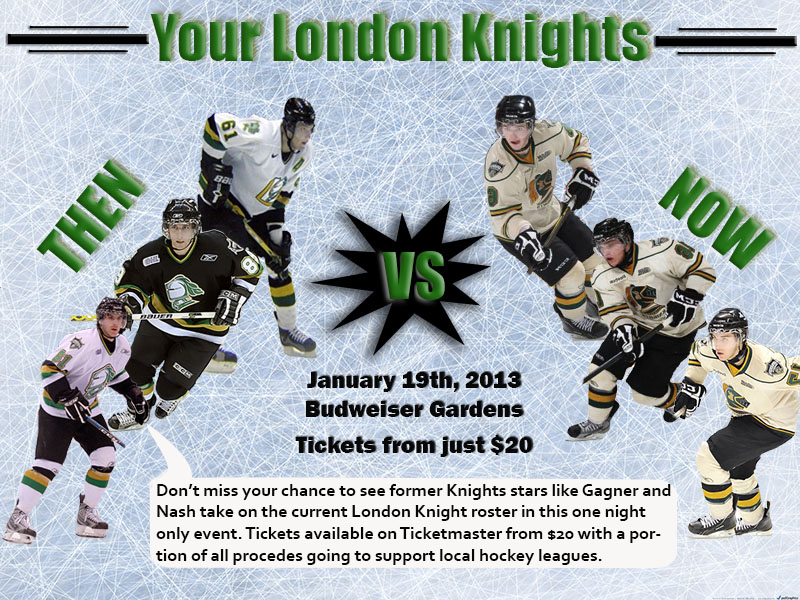 Your London Knights
THEN
NOW
VS
61
BAUER
January 19th, 2013
Budweiser Gardens
Tickets from just $20
Don't miss your chance to see former Knights stars like Gagner and
Nash take on the current London Knight roster in this one night
only event. Tickets available on Ticketmaster from $20 with a por-
tion of all procedes going to support local hockey leagues.